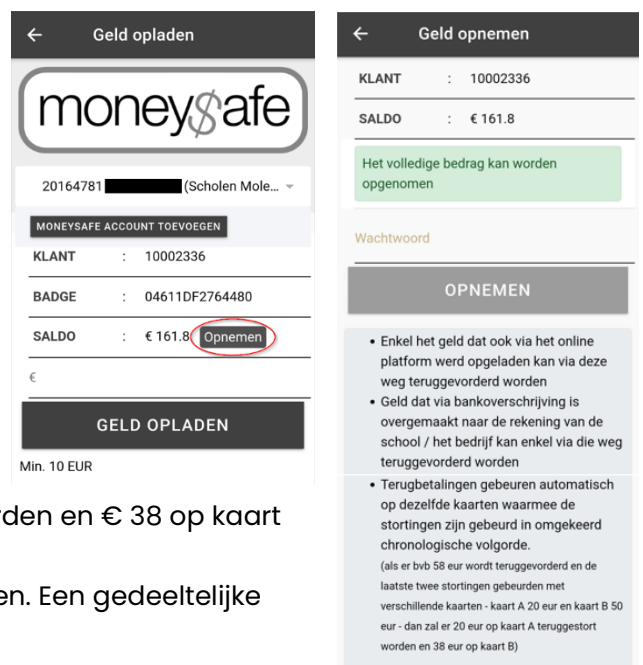 Geld opladen
money$afe
20164781 (Scholen Mole...
MONEYSAFE ACCOUNT TOEVOEGEN
KLANT : 10002336
BADGE : 04611DF2764480
SALDO : € 161.8 Opnemen
€
GELD OPLADEN
Min. 10 EUR
rden en € 38 op kaart
en. Een gedeeltelijke
Geld opnemen
KLANT : 10002336
SALDO : € 161.8
Het volledige bedrag kan worden
opgenomen
Wachtwoord
OPNEMEN
• Enkel het geld dat ook via het online
platform werd opgeladen kan via deze
weg teruggevorderd worden
• Geld dat via bankoverschrijving is
overgemaakt naar de rekening van de
school / het bedrijf kan enkel via die weg
teruggevorderd worden
• Terugbetalingen gebeuren automatisch
op dezelfde kaarten waarmee de
stortingen zijn gebeurd in omgekeerd
chronologische volgorde.
(als er bvb 58 eur wordt teruggevorderd en de
laatste twee stortingen gebeurden met
verschillende kaarten - kaart A 20 eur en kaart B 50
eur - dan zal er 20 eur op kaart A teruggestort
worden en 38 eur op kaart B)